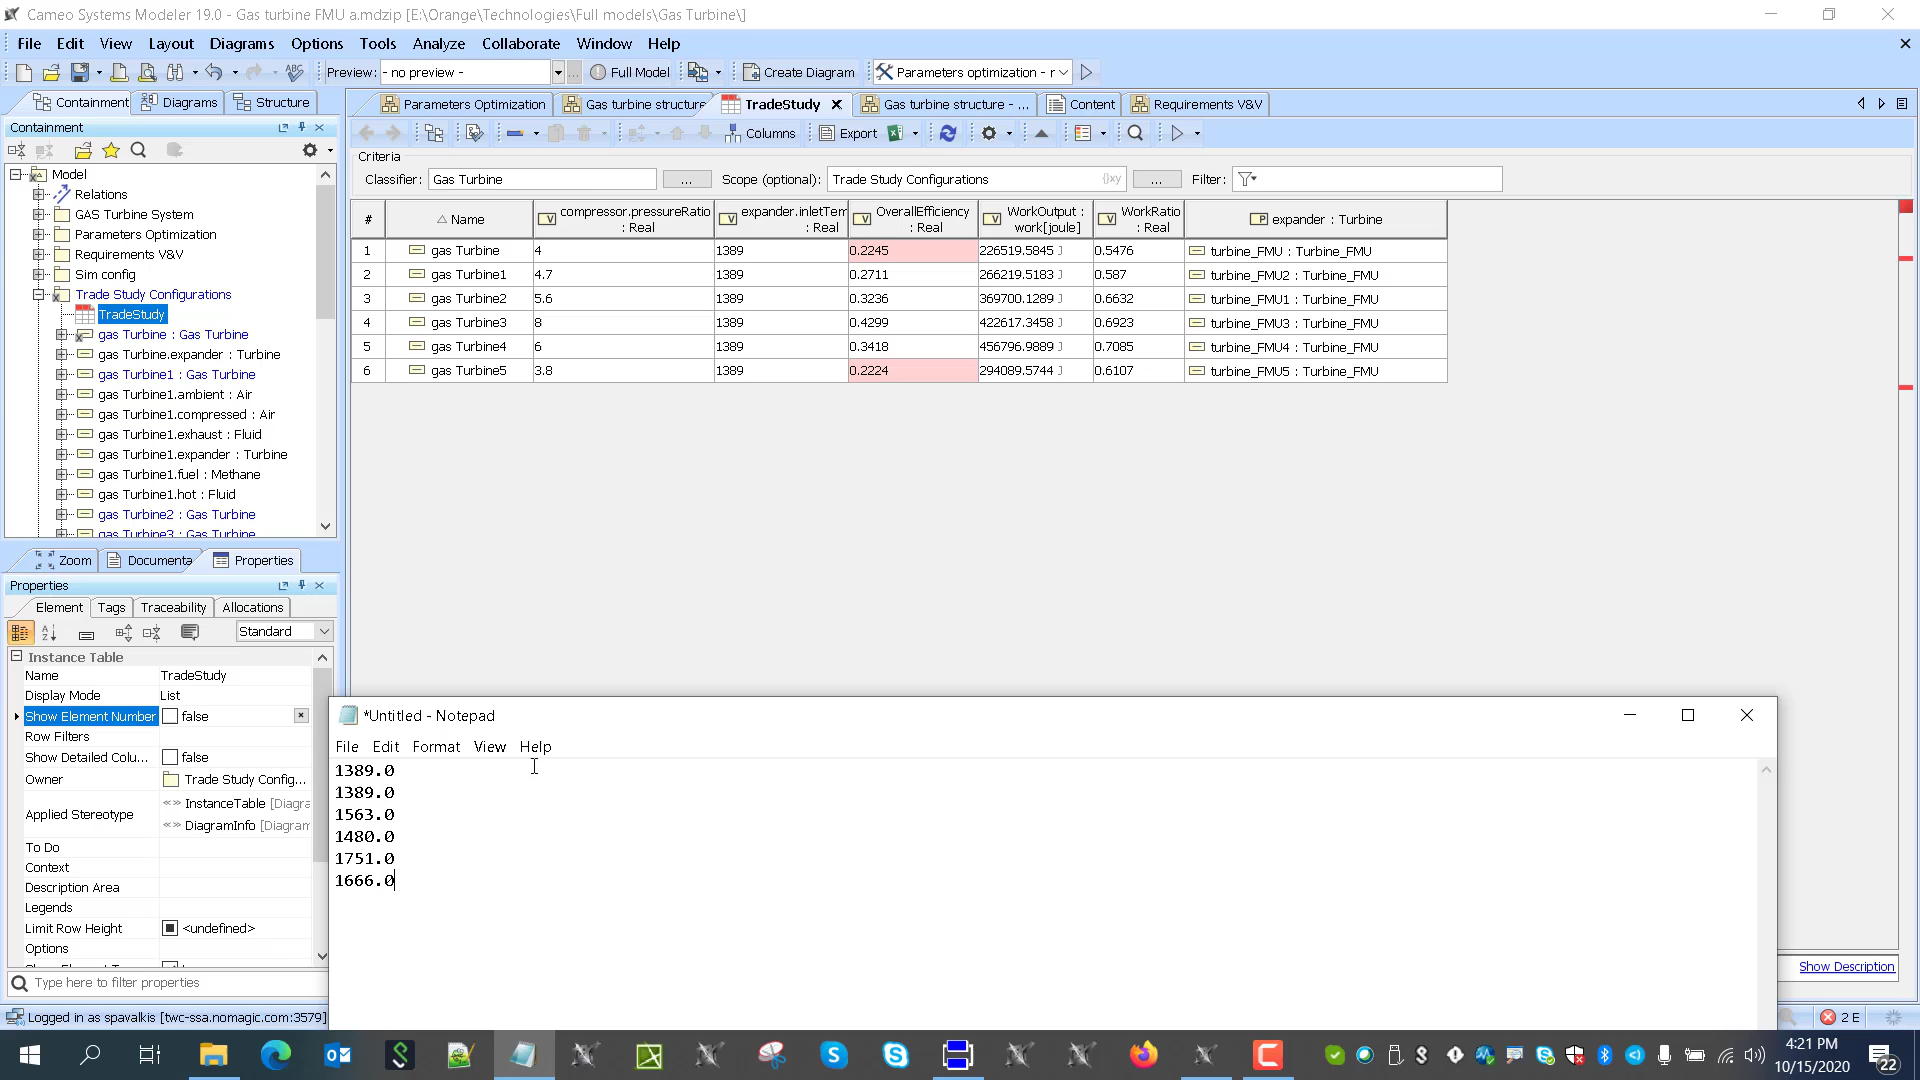 Cameo Systems Modeler 19.0 - Gas turbine FMU a.mdzip [E:\Orange\Technologies\Full models\Gas Turbine\]
File Edit View Layout Diagrams Options Tools Analyze Collaborate Window Help
Preview: - no preview - ... Full Model Create Diagram Parameters optimization - r
Containment Diagrams Structure
Parameters Optimization Gas turbine structure TradeStudy Gas turbine structure - ... Content Requirements V&V
Containment
Columns Export
Criteria
Classifier: Gas Turbine ... Scope (optional): Trade Study Configurations {}xy ... Filter:
Model
Relations
GAS Turbine System
Parameters Optimization
Requirements V&V
Sim config
Trade Study Configurations
TradeStudy
gas Turbine : Gas Turbine
gas Turbine.expander : Turbine
gas Turbine1 : Gas Turbine
gas Turbine1.ambient : Air
gas Turbine1.compressed : Air
gas Turbine1.exhaust : Fluid
gas Turbine1.expander : Turbine
gas Turbine1.fuel : Methane
gas Turbine1.hot : Fluid
gas Turbine2 : Gas Turbine
gas Turbine3 : Gas Turbine
# Name compressor.pressureRatio : Real expander.inletTem : Real OverallEfficiency : Real WorkOutput : work[joule] WorkRatio : Real expander : Turbine
1 gas Turbine 4 1389 0.2245 226519.5845 J 0.5476 turbine_FMU : Turbine_FMU
2 gas Turbine1 4.7 1389 0.2711 266219.5183 J 0.587 turbine_FMU2 : Turbine_FMU
3 gas Turbine2 5.6 1389 0.3236 369700.1289 J 0.6632 turbine_FMU1 : Turbine_FMU
4 gas Turbine3 8 1389 0.4299 422617.3458 J 0.6923 turbine_FMU3 : Turbine_FMU
5 gas Turbine4 6 1389 0.3418 456796.9889 J 0.7085 turbine_FMU4 : Turbine_FMU
6 gas Turbine5 3.8 1389 0.2224 294089.5744 J 0.6107 turbine_FMU5 : Turbine_FMU
Zoom Documenta Properties
Properties
Element Tags Traceability Allocations
Standard
Instance Table
Name TradeStudy
Display Mode List
Show Element Number false
Row Filters
Show Detailed Colu... false
Owner Trade Study Config...
Applied Stereotype «» InstanceTable [Diagra
«» DiagramInfo [Diagram
To Do
Context
Description Area
Legends
Limit Row Height <undefined>
Options
Type here to filter properties
Logged in as spavalkis [twc-ssa.nomagic.com:3579]
*Untitled - Notepad
File Edit Format View Help
1389.0
1389.0
1563.0
1480.0
1751.0
1666.0
Show Description
2 E
4:21 PM
10/15/2020
22